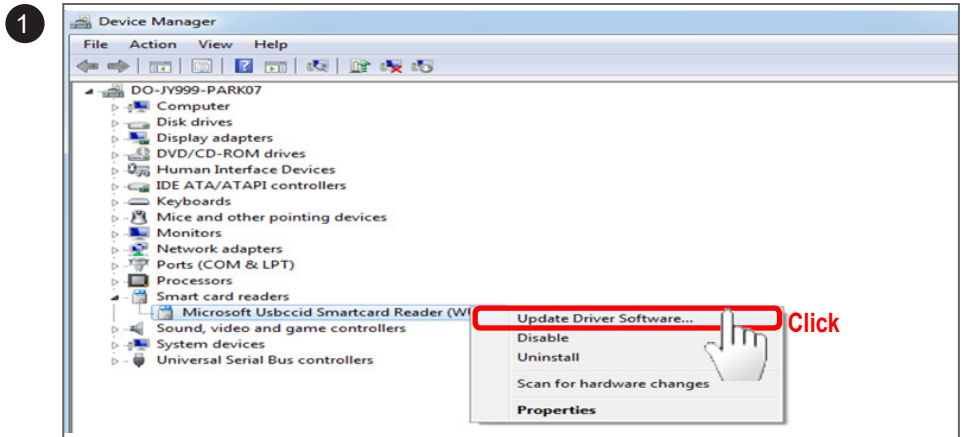 1
Device Manager
File Action View Help
DO-JY999-PARK07
Computer
Disk drives
Display adapters
DVD/CD-ROM drives
Human Interface Devices
IDE ATA/ATAPI controllers
Keyboards
Mice and other pointing devices
Monitors
Network adapters
Ports (COM & LPT)
Processors
Smart card readers
Microsoft Usbccid Smartcard Reader
Update Driver Software... Click
Sound, video and game controllers
Disable
System devices
Uninstall
Universal Serial Bus controllers
Scan for hardware changes
Properties